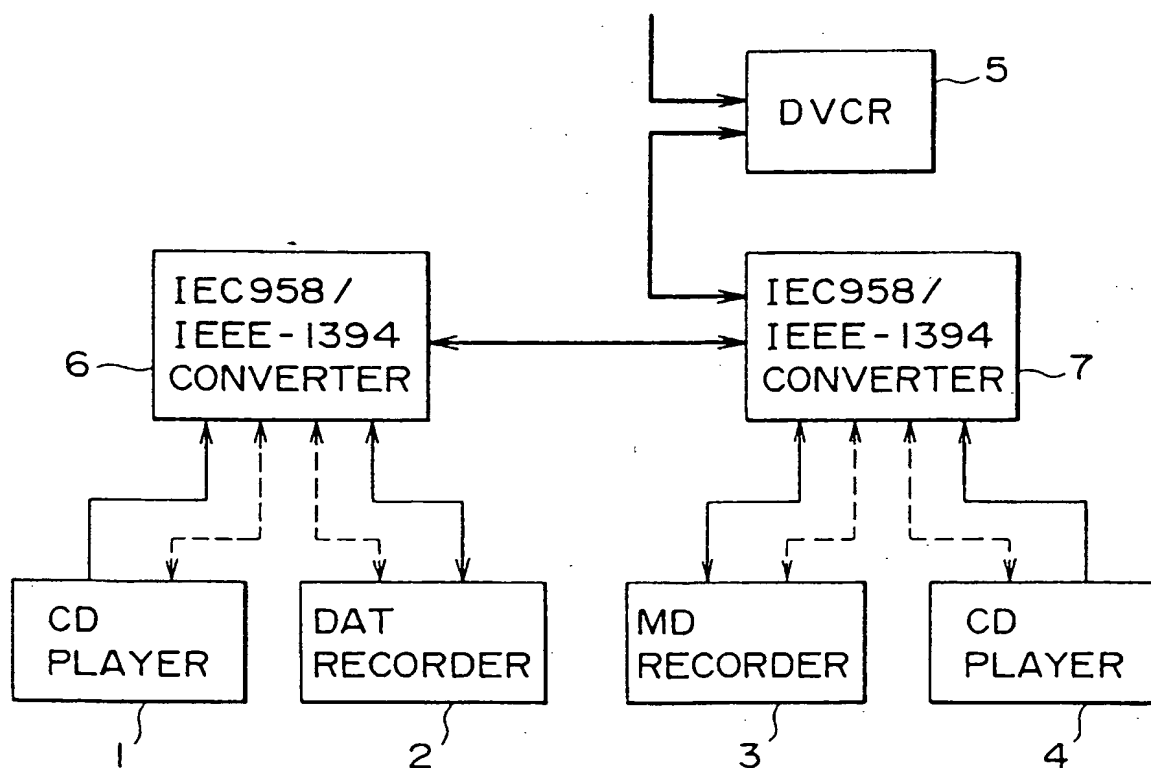 5
DVCR
IEC958/
IEEE-1394
CONVERTER
6
IEC958/
IEEE-1394
CONVERTER
7
CD
PLAYER
DAT
RECORDER
MD
RECORDER
CD
PLAYER
1
2
3
4